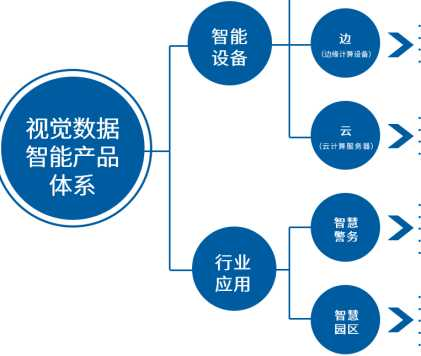 视觉数据
智能产品
体系
智能
设备
边
(边缘计算设备)
云
(云计算服务器)
行业
应用
智慧
警务
智慧
园区